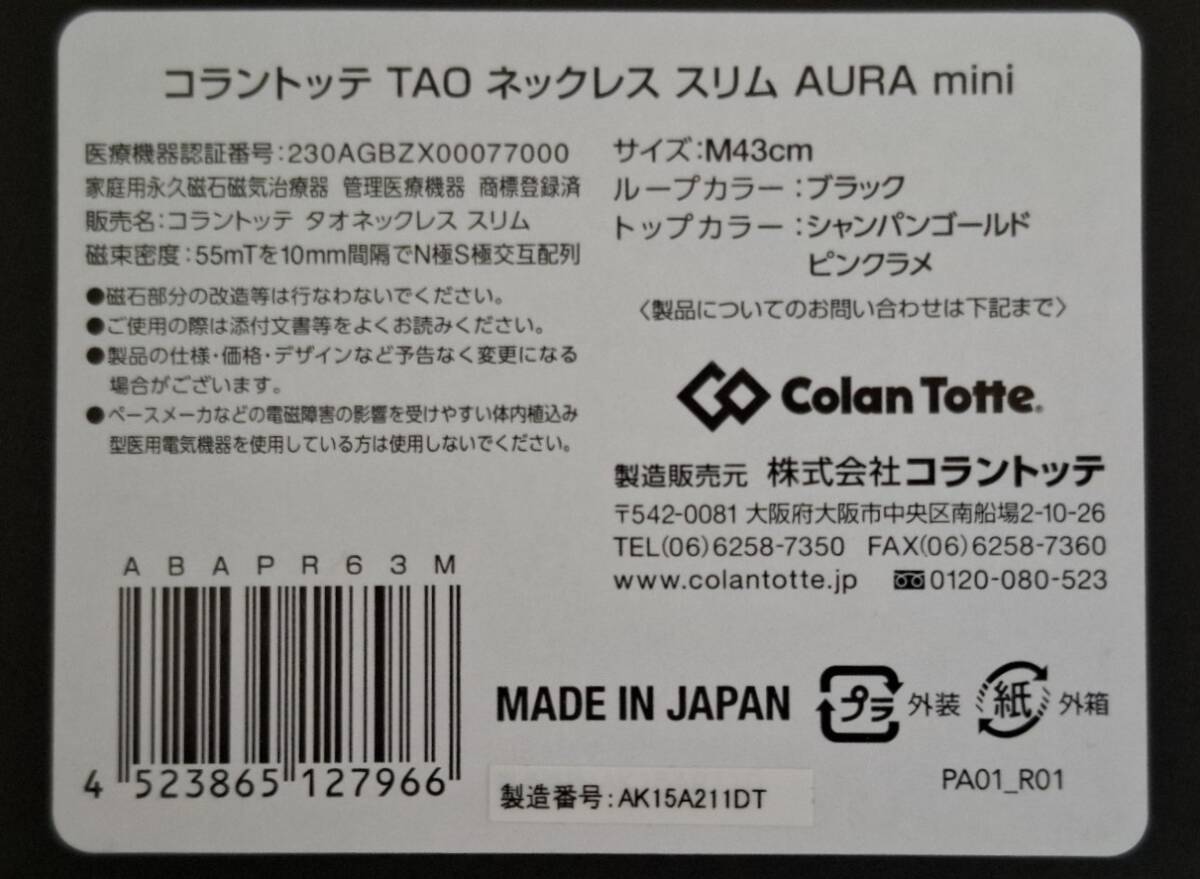 コラントッテ TAO ネックレス スリム AURA mini
医療機器認証番号:230AGBZX00077000
家庭用永久磁石磁気治療器 管理医療機器 商標登録済
販売名:コラントッテ タオネックレス スリム
磁束密度:55mTを10mm間隔でN極S極交互配列
●磁石部分の改造等は行なわないでください。
●ご使用の際は添付文書等をよくお読みください。
●製品の仕様・価格・デザインなど予告なく変更になる
場合がございます。
●ペースメーカなどの電磁障害の影響を受けやすい体内植込み
型医用電気機器を使用している方は使用しないでください。
サイズ:M43cm
ループカラー:ブラック
トップカラー:シャンパンゴールド
ピンクラメ
〈製品についてのお問い合わせは下記まで〉
Colan Totte®
製造販売元 株式会社コラントッテ
〒542-0081 大阪府大阪市中央区南船場2-10-26
TEL(06)6258-7350 FAX(06)6258-7360
www.colantotte.jp 0120-080-523
ABAPR63M
4 523865 127966
MADE IN JAPAN
プラ 外装
紙 外箱
製造番号:AK15A211DT
PA01_R01